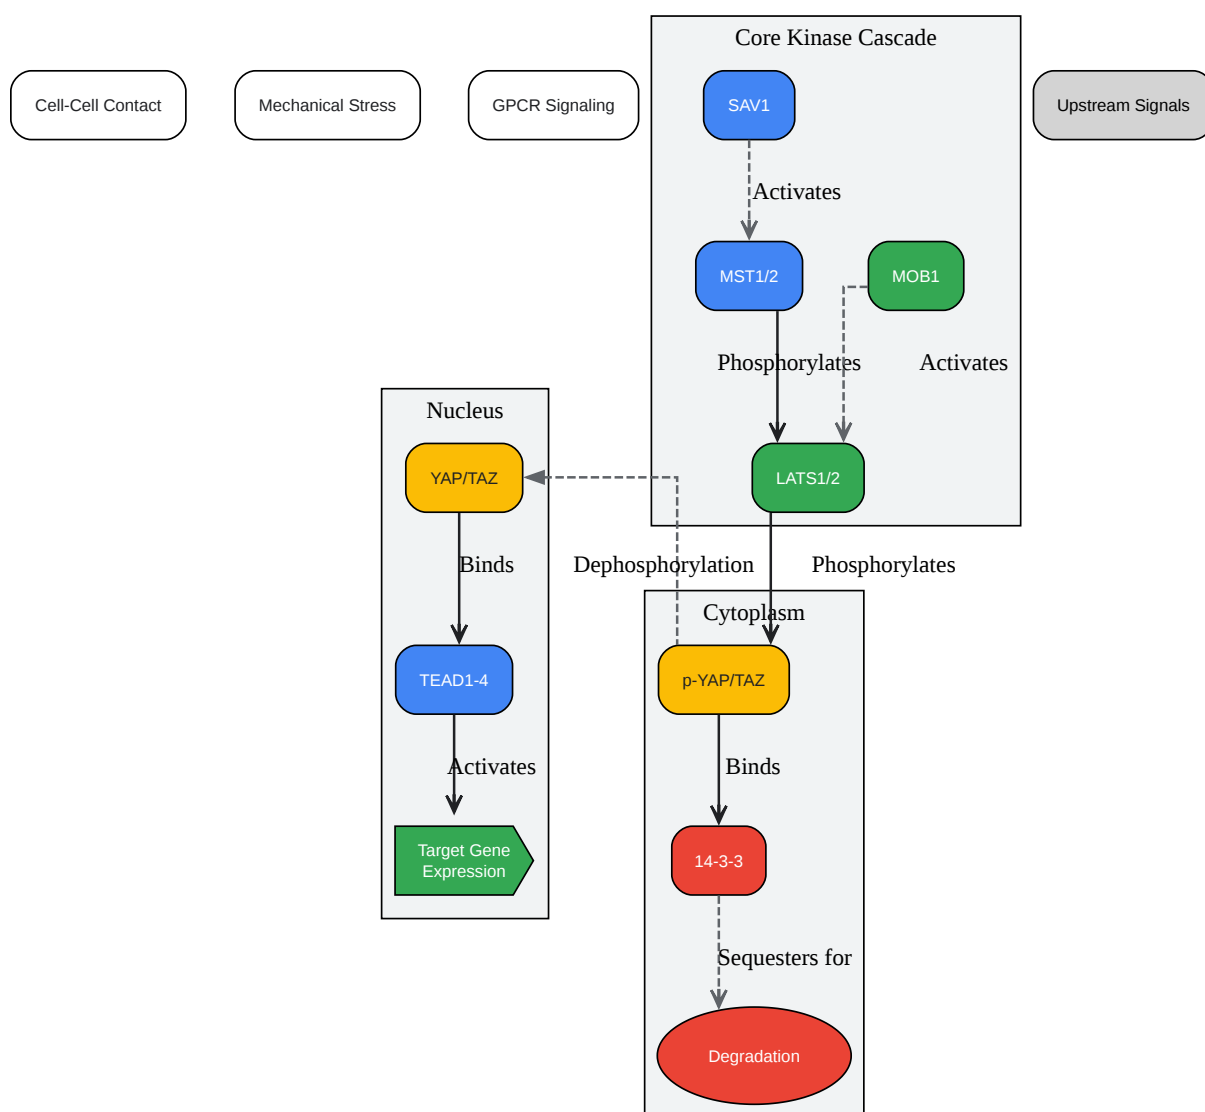 Core Kinase Cascade
Cell-Cell Contact
Mechanical Stress
GPCR Signaling
SAV1
Upstream Signals
Activates
MST1/2
MOB1
Phosphorylates
Activates
Nucleus
YAP/TAZ
LATS1/2
Binds
Dephosphorylation
Phosphorylates
Cytoplasm
TEAD1-4
p-YAP/TAZ
Activates
Binds
Target Gene
Expression
14-3-3
Sequesters for
Degradation